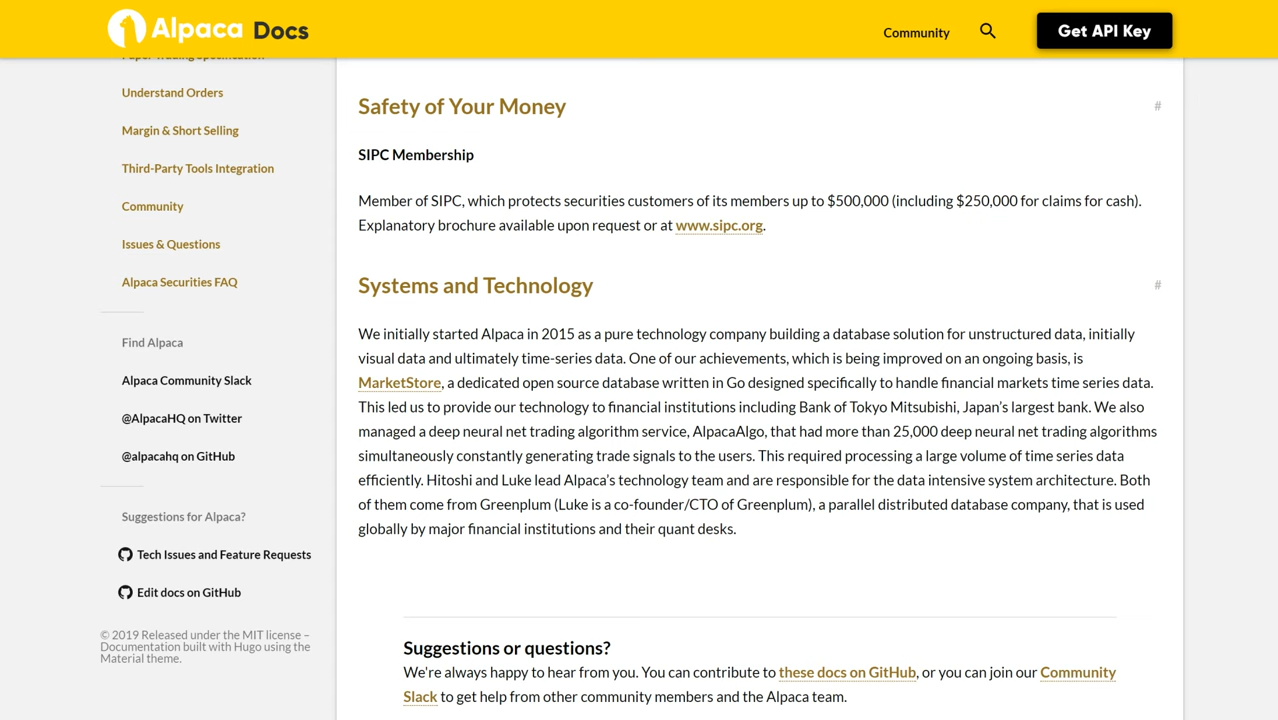 Alpaca Docs
Community
Get API Key
Paper Trading Specification
Understand Orders
Margin & Short Selling
Third-Party Tools Integration
Community
Issues & Questions
Alpaca Securities FAQ
Find Alpaca
Alpaca Community Slack
@AlpacaHQ on Twitter
@alpacahq on GitHub
Suggestions for Alpaca?
Tech Issues and Feature Requests
Edit docs on GitHub
© 2019 Released under the MIT license –
Documentation built with Hugo using the
Material theme.
Safety of Your Money #
SIPC Membership
Member of SIPC, which protects securities customers of its members up to $500,000 (including $250,000 for claims for cash).
Explanatory brochure available upon request or at www.sipc.org.
Systems and Technology #
We initially started Alpaca in 2015 as a pure technology company building a database solution for unstructured data, initially
visual data and ultimately time-series data. One of our achievements, which is being improved on an ongoing basis, is
MarketStore, a dedicated open source database written in Go designed specifically to handle financial markets time series data.
This led us to provide our technology to financial institutions including Bank of Tokyo Mitsubishi, Japan's largest bank. We also
managed a deep neural net trading algorithm service, AlpacaAlgo, that had more than 25,000 deep neural net trading algorithms
simultaneously constantly generating trade signals to the users. This required processing a large volume of time series data
efficiently. Hitoshi and Luke lead Alpaca's technology team and are responsible for the data intensive system architecture. Both
of them come from Greenplum (Luke is a co-founder/CTO of Greenplum), a parallel distributed database company, that is used
globally by major financial institutions and their quant desks.
Suggestions or questions?
We're always happy to hear from you. You can contribute to these docs on GitHub, or you can join our Community
Slack to get help from other community members and the Alpaca team.